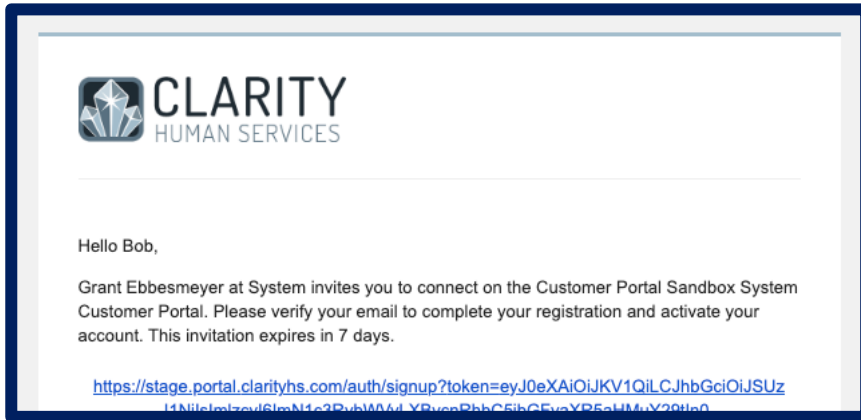 CLARITY
HUMAN SERVICES
Hello Bob,
Grant Ebbesmeyer at System invites you to connect on the Customer Portal Sandbox System
Customer Portal. Please verify your email to complete your registration and activate your
account. This invitation expires in 7 days.
https://stage.portal.clarityhs.com/auth/signup?token=eyJ0eXAiOiJKV1QiLCJhbGciOiJSUz